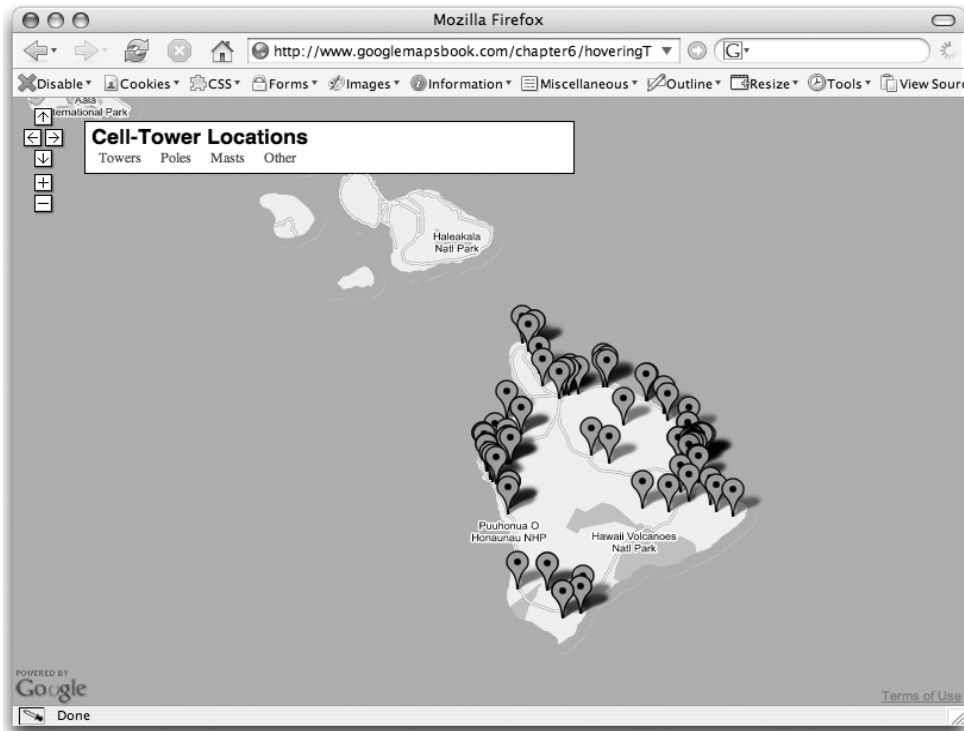 Mozilla Firefox
http://www.googlemapsbook.com/chapter6/hoveringT
G
Disable Cookies CSS Forms Images Information Miscellaneous Outline Resize Tools View Sour
Aala
ternational Park
Cell-Tower Locations
Towers Poles Masts Other
Haleakala
Natl Park
Puuhonua O
Honaunau NHP
Hawaii Volcanoes
Natl Park
POWERED BY
Google
Terms of Use
Done